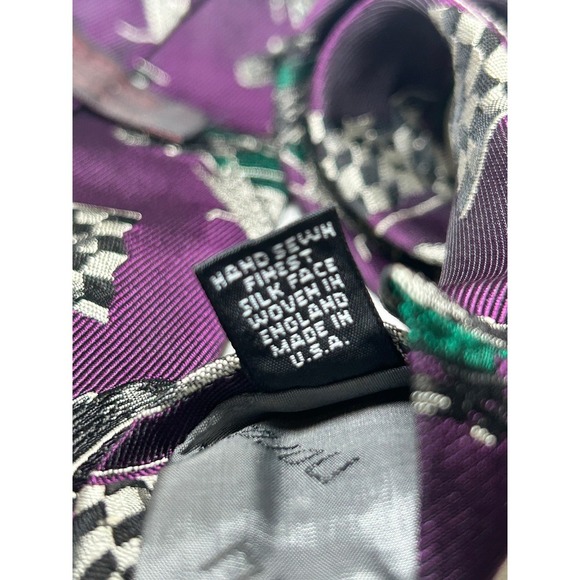 HAND SEWN
FINEST
SILK FACE
WOVEN IN
ENGLAND
MADE IN
U.S.A.